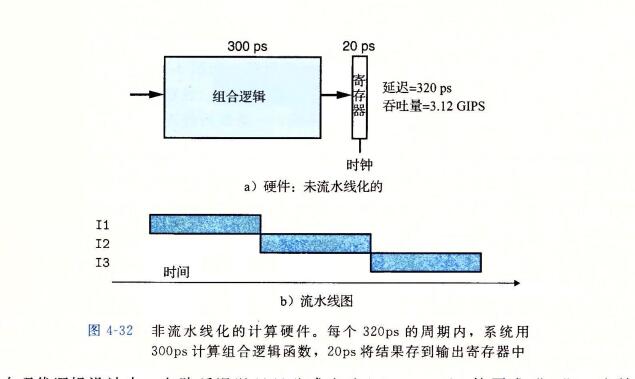 300 ps
20 ps
组合逻辑
寄存器
延迟=320 ps
吞吐量=3.12 GIPS
时钟
a）硬件：未流水线化的
I1
I2
I3
时间
b）流水线图
图 4-32 非流水线化的计算硬件。每个 320ps 的周期内，系统用
300ps 计算组合逻辑函数，20ps 将结果存到输出寄存器中